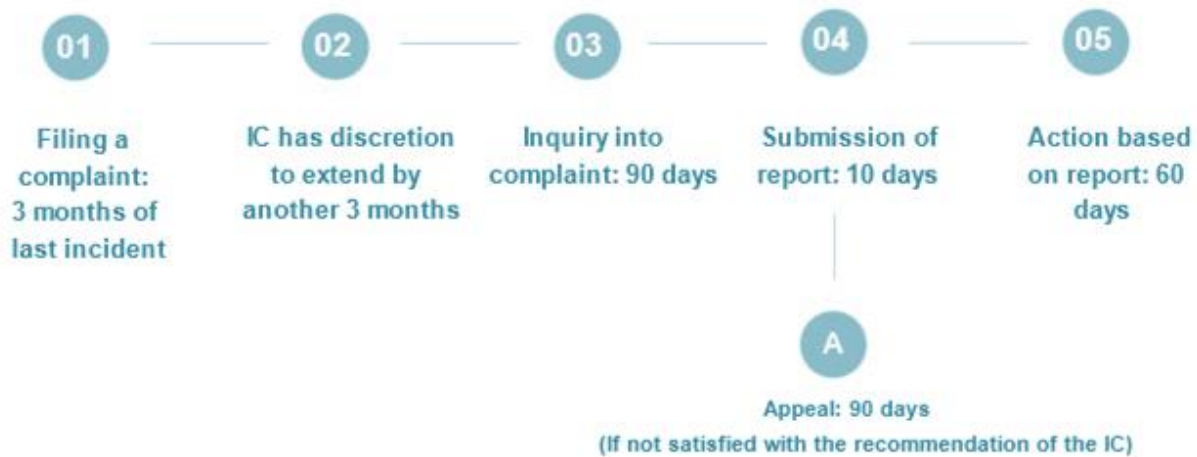 01
Filing a
complaint:
3 months of
last incident
02
IC has discretion
to extend by
another 3 months
03
Inquiry into
complaint: 90 days
04
Submission of
report: 10 days
05
Action based
on report: 60
days
A
Appeal: 90 days
(If not satisfied with the recommendation of the IC)